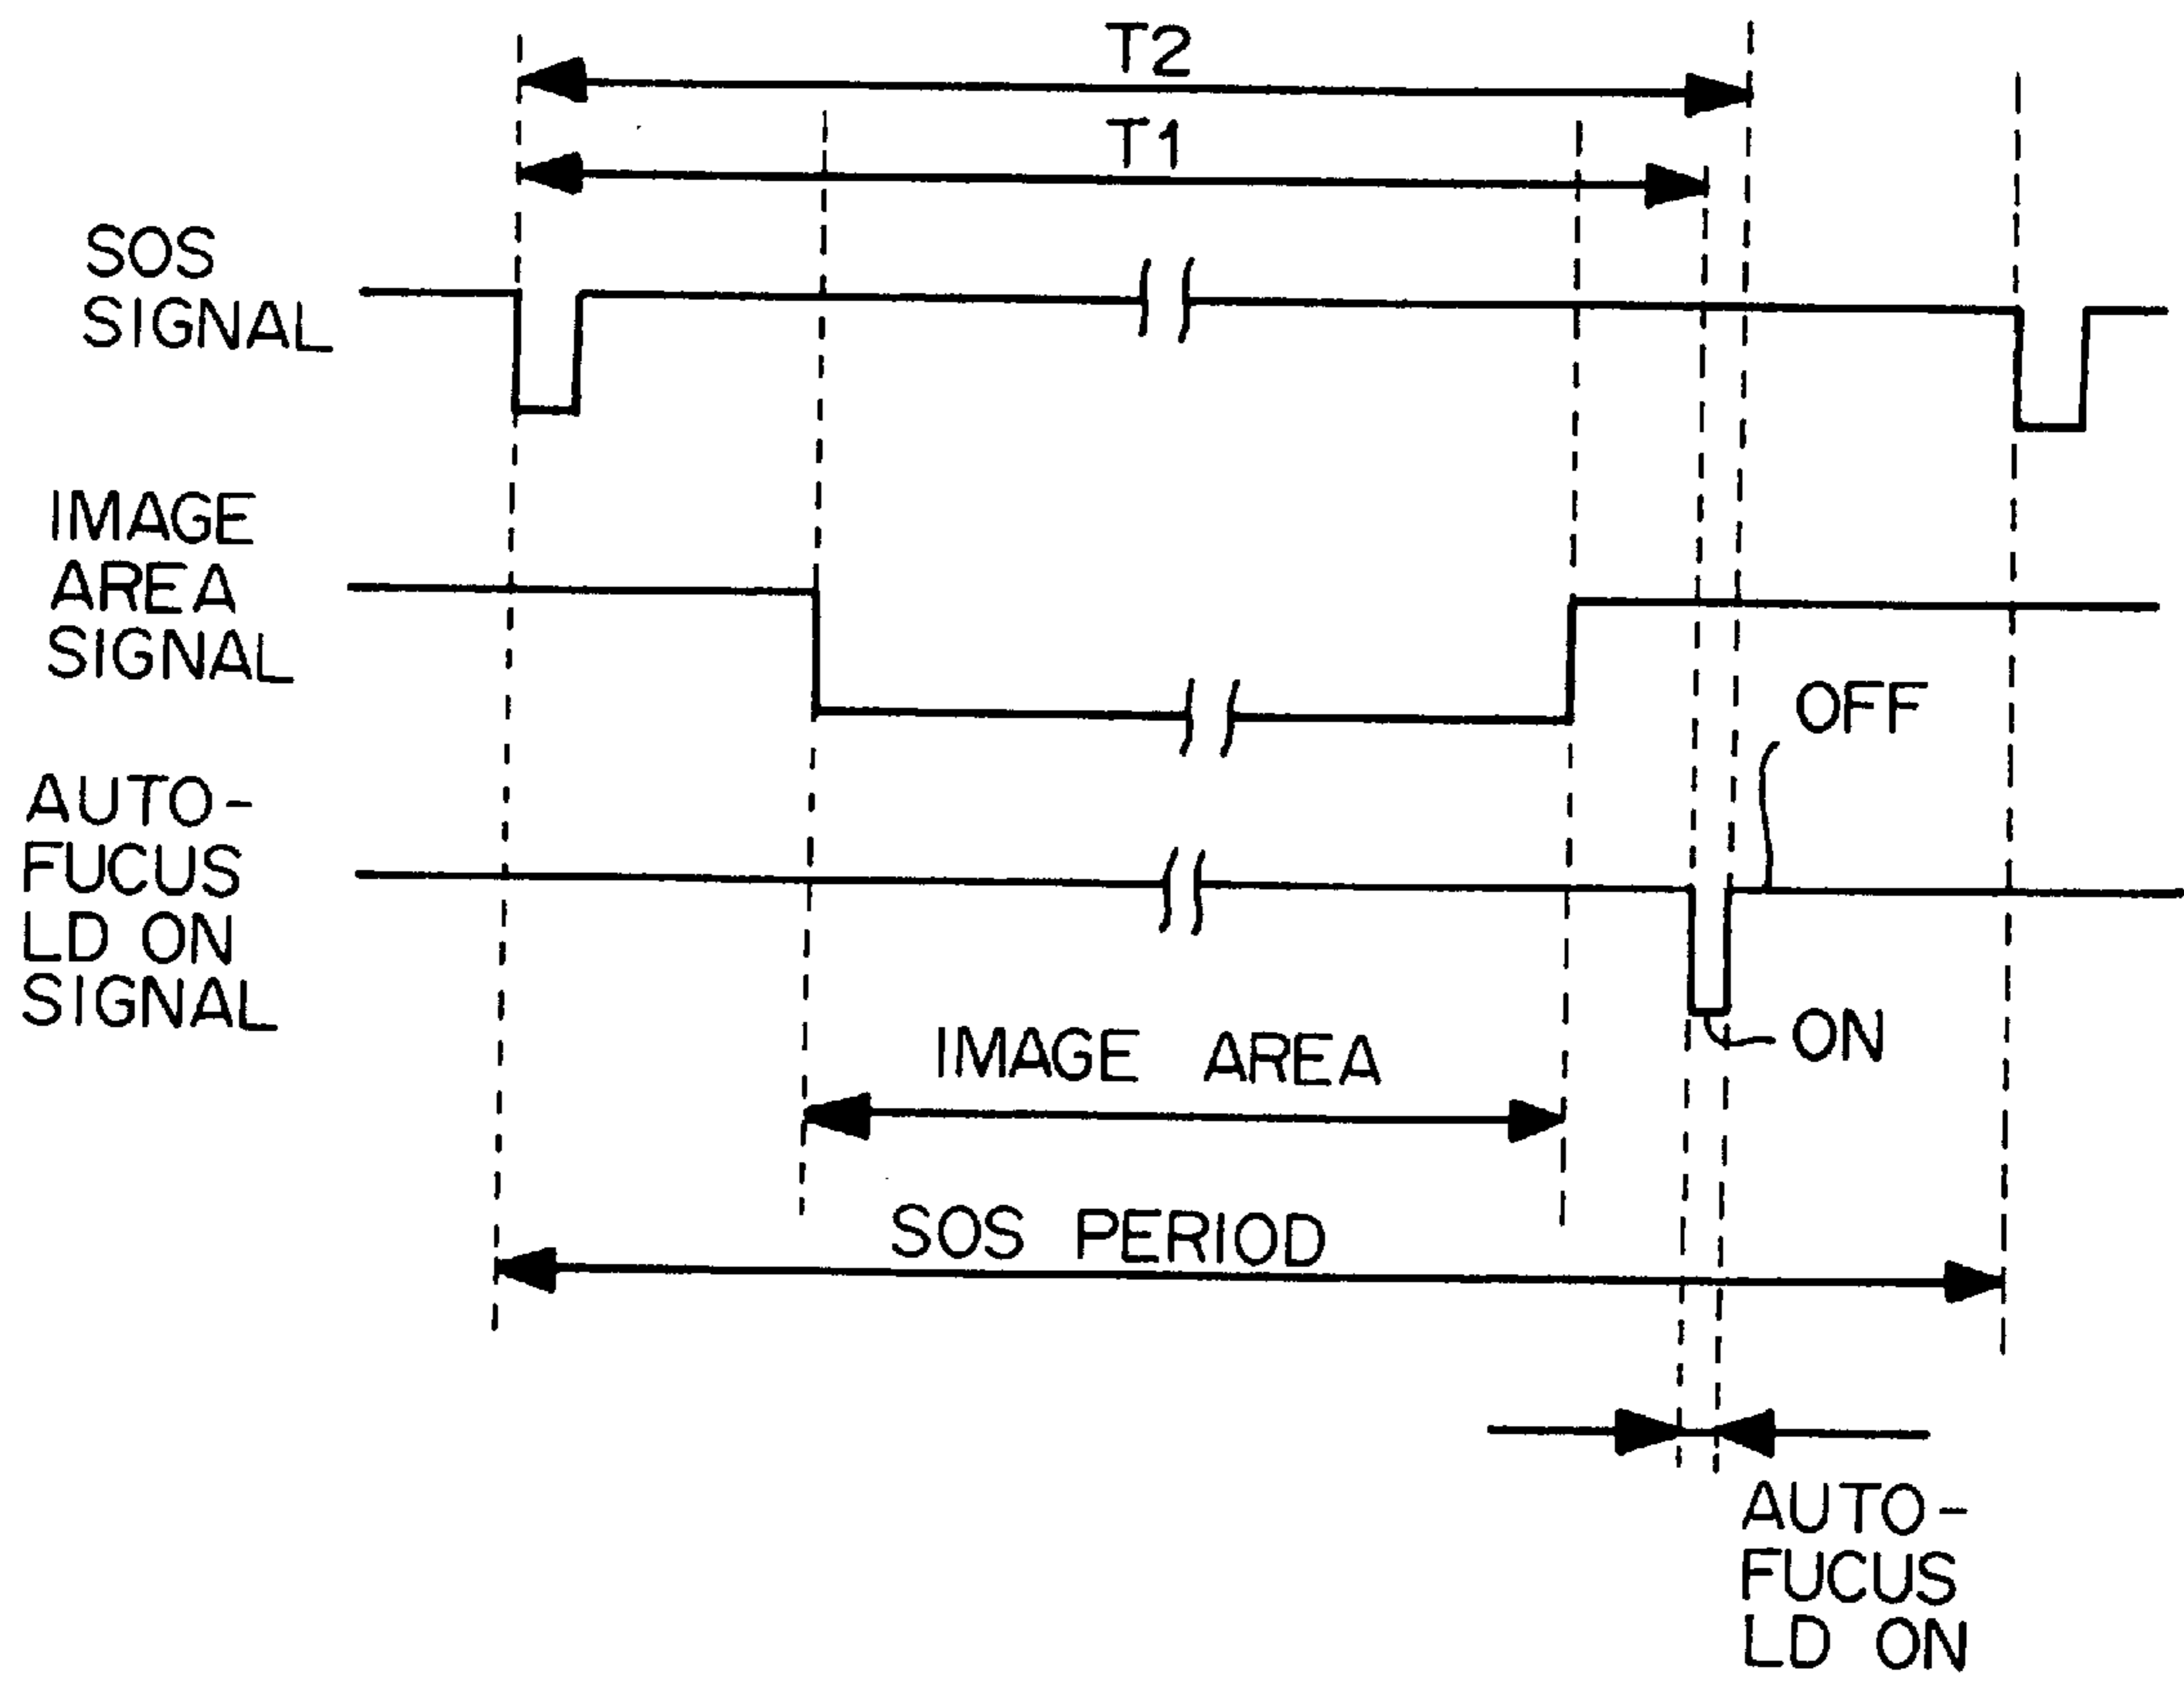 T2
T1
SOS
SIGNAL
IMAGE
AREA
SIGNAL
OFF
AUTO-
FUCUS
LD ON
SIGNAL
ON
IMAGE AREA
SOS PERIOD
AUTO-
FUCUS
LD ON